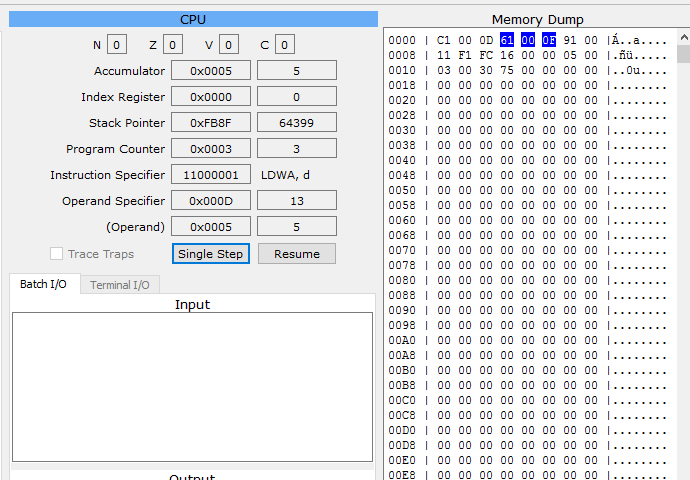 CPU
N 0 Z 0 V 0 C 0
Accumulator 0x0005 5
Index Register 0x0000 0
Stack Pointer 0xFB8F 64399
Program Counter 0x0003 3
Instruction Specifier 11000001 LDWA, d
Operand Specifier 0x000D 13
(Operand) 0x0005 5
Trace Traps Single Step Resume
Batch I/O Terminal I/O
Input
Output
Memory Dump
0000 | C1 00 0D 61 00 0F 91 00 |Á..a....
0008 | 11 F1 FC 16 00 00 05 00 |.ñü.....
0010 | 03 00 30 75 00 00 00 00 |..0u....
0018 | 00 00 00 00 00 00 00 00 |........
0020 | 00 00 00 00 00 00 00 00 |........
0028 | 00 00 00 00 00 00 00 00 |........
0030 | 00 00 00 00 00 00 00 00 |........
0038 | 00 00 00 00 00 00 00 00 |........
0040 | 00 00 00 00 00 00 00 00 |........
0048 | 00 00 00 00 00 00 00 00 |........
0050 | 00 00 00 00 00 00 00 00 |........
0058 | 00 00 00 00 00 00 00 00 |........
0060 | 00 00 00 00 00 00 00 00 |........
0068 | 00 00 00 00 00 00 00 00 |........
0070 | 00 00 00 00 00 00 00 00 |........
0078 | 00 00 00 00 00 00 00 00 |........
0080 | 00 00 00 00 00 00 00 00 |........
0088 | 00 00 00 00 00 00 00 00 |........
0090 | 00 00 00 00 00 00 00 00 |........
0098 | 00 00 00 00 00 00 00 00 |........
00A0 | 00 00 00 00 00 00 00 00 |........
00A8 | 00 00 00 00 00 00 00 00 |........
00B0 | 00 00 00 00 00 00 00 00 |........
00B8 | 00 00 00 00 00 00 00 00 |........
00C0 | 00 00 00 00 00 00 00 00 |........
00C8 | 00 00 00 00 00 00 00 00 |........
00D0 | 00 00 00 00 00 00 00 00 |........
00D8 | 00 00 00 00 00 00 00 00 |........
00E0 | 00 00 00 00 00 00 00 00 |........
00E8 | 00 00 00 00 00 00 00 00 |........